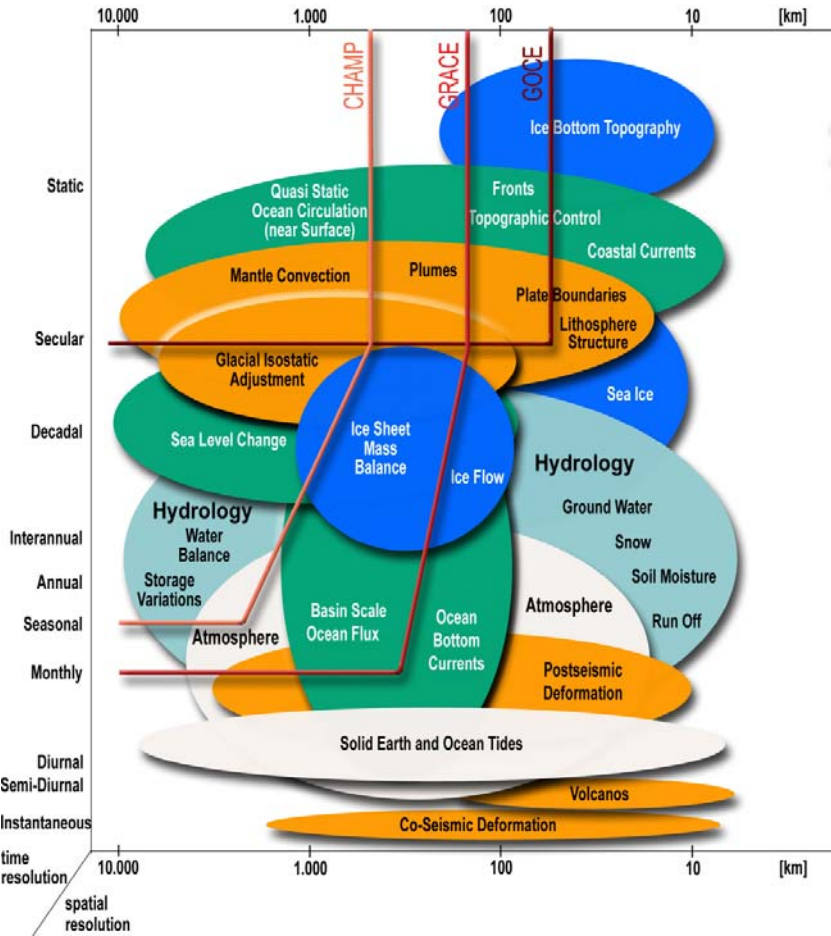 10.000 1.000 100 10 [km]
CHAMP
GRACE
GOCE
Ice Bottom Topography
Static
Quasi Static
Ocean Circulation
(near Surface)
Fronts
Topographic Control
Coastal Currents
Mantle Convection
Plumes
Plate Boundaries
Lithosphere
Structure
Secular
Glacial Isostatic
Adjustment
Sea Ice
Decadal
Sea Level Change
Ice Sheet
Mass
Balance
Ice Flow
Hydrology
Ground Water
Snow
Soil Moisture
Run Off
Hydrology
Water
Balance
Storage
Variations
Interannual
Annual
Seasonal
Atmosphere
Basin Scale
Ocean Flux
Ocean
Bottom
Currents
Atmosphere
Monthly
Postseismic
Deformation
Solid Earth and Ocean Tides
Diurnal
Semi-Diurnal
Volcanos
Instantaneous
Co-Seismic Deformation
time
resolution
10.000 1.000 100 10 [km]
spatial
resolution